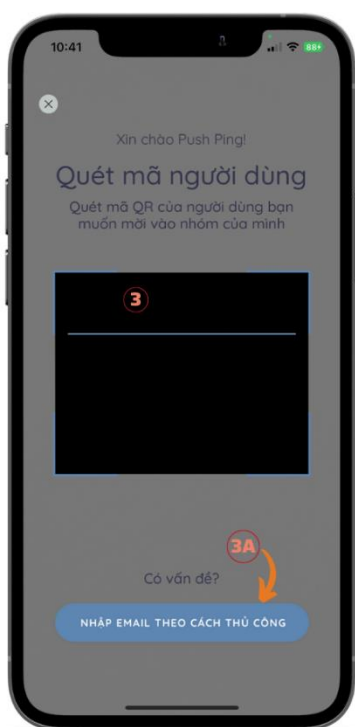 10:41
88+
Xin chào Push Ping!
Quét mã người dùng
Quét mã QR của người dùng bạn
muốn mời vào nhóm của mình
3
3A
Có vấn đề?
NHẬP EMAIL THEO CÁCH THỦ CÔNG